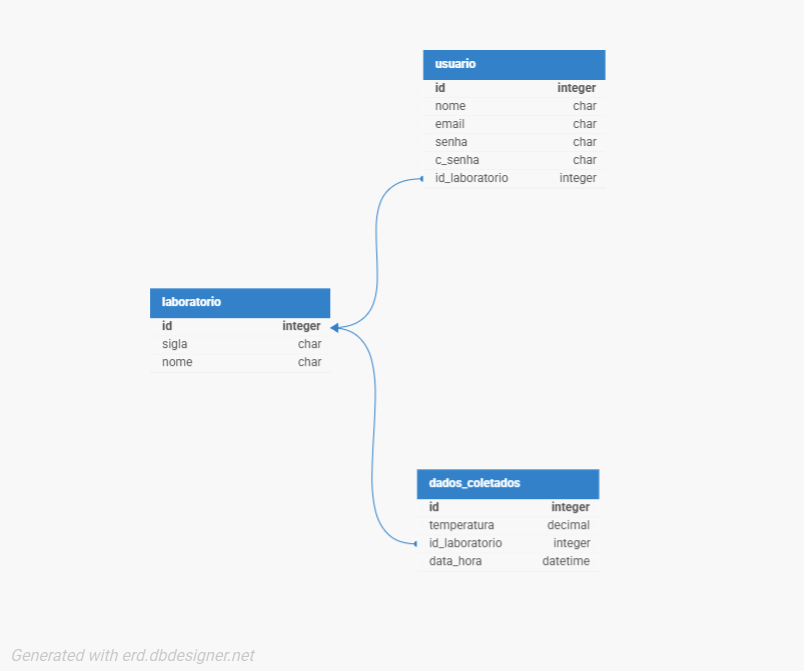 usuario
id integer
nome char
email char
senha char
c_senha char
id_laboratorio integer
laboratorio
id integer
sigla char
nome char
dados_coletados
id integer
temperatura decimal
id_laboratorio integer
data_hora datetime
Generated with erd.dbdesigner.net